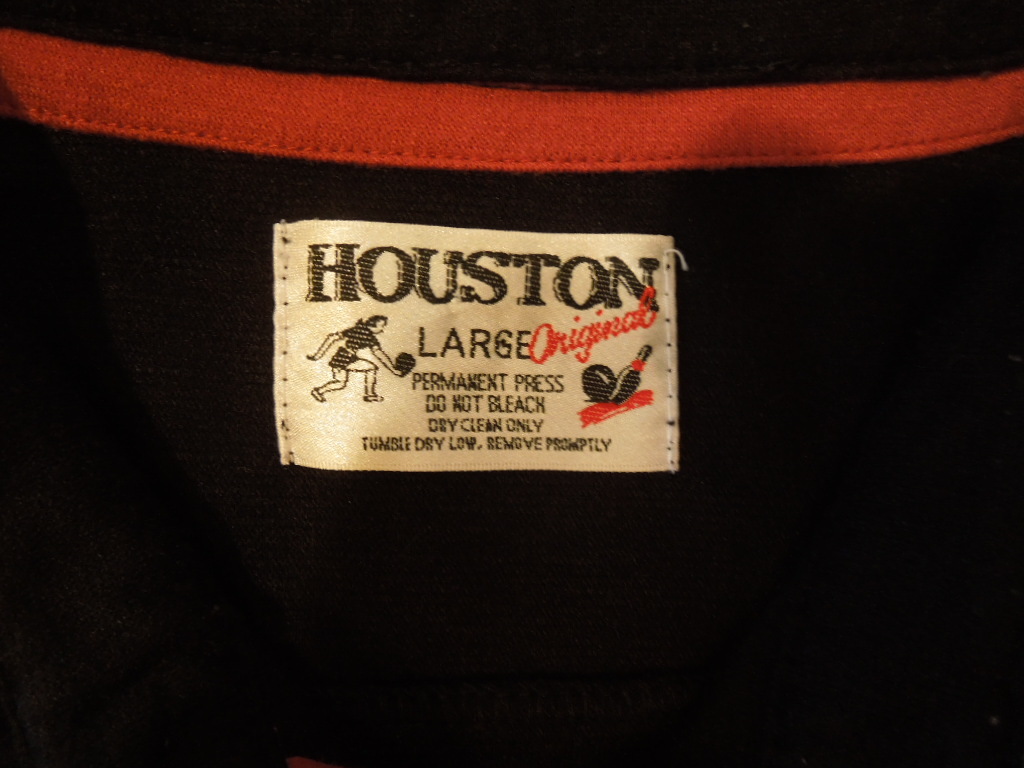 HOUSTON
Original
LARGE
PERMANENT PRESS
DO NOT BLEACH
DRY CLEAN ONLY
TUMBLE DRY LOW, REMOVE PROMPTLY